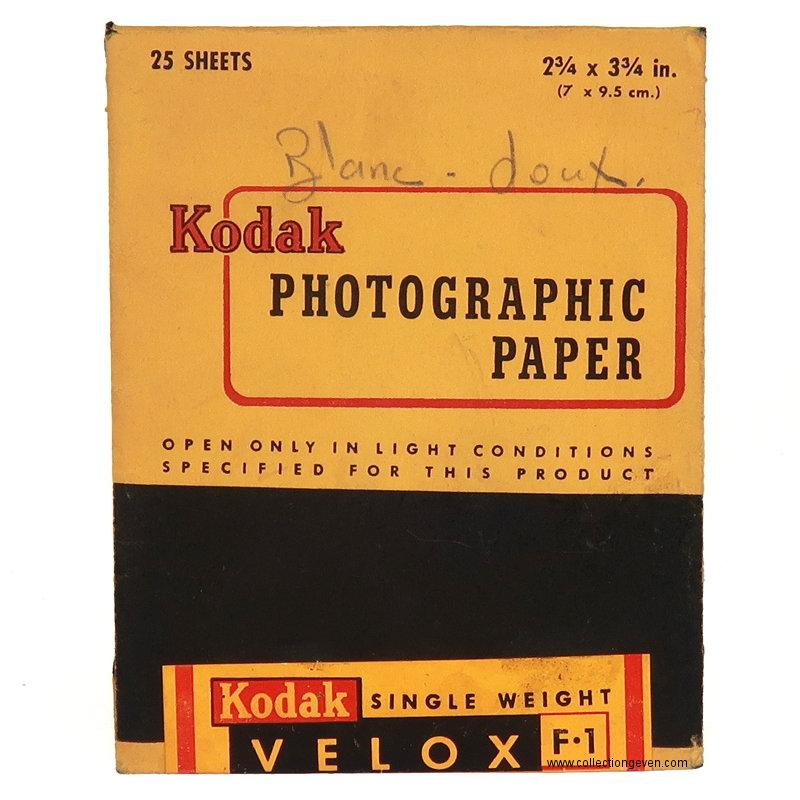 25 SHEETS
2¾ x 3¾ in.
(7 x 9.5 cm.)
Blanc - doux.
Kodak
PHOTOGRAPHIC
PAPER
OPEN ONLY IN LIGHT CONDITIONS
SPECIFIED FOR THIS PRODUCT
Kodak SINGLE WEIGHT
VELOX F·1
www.collectiongeven.com